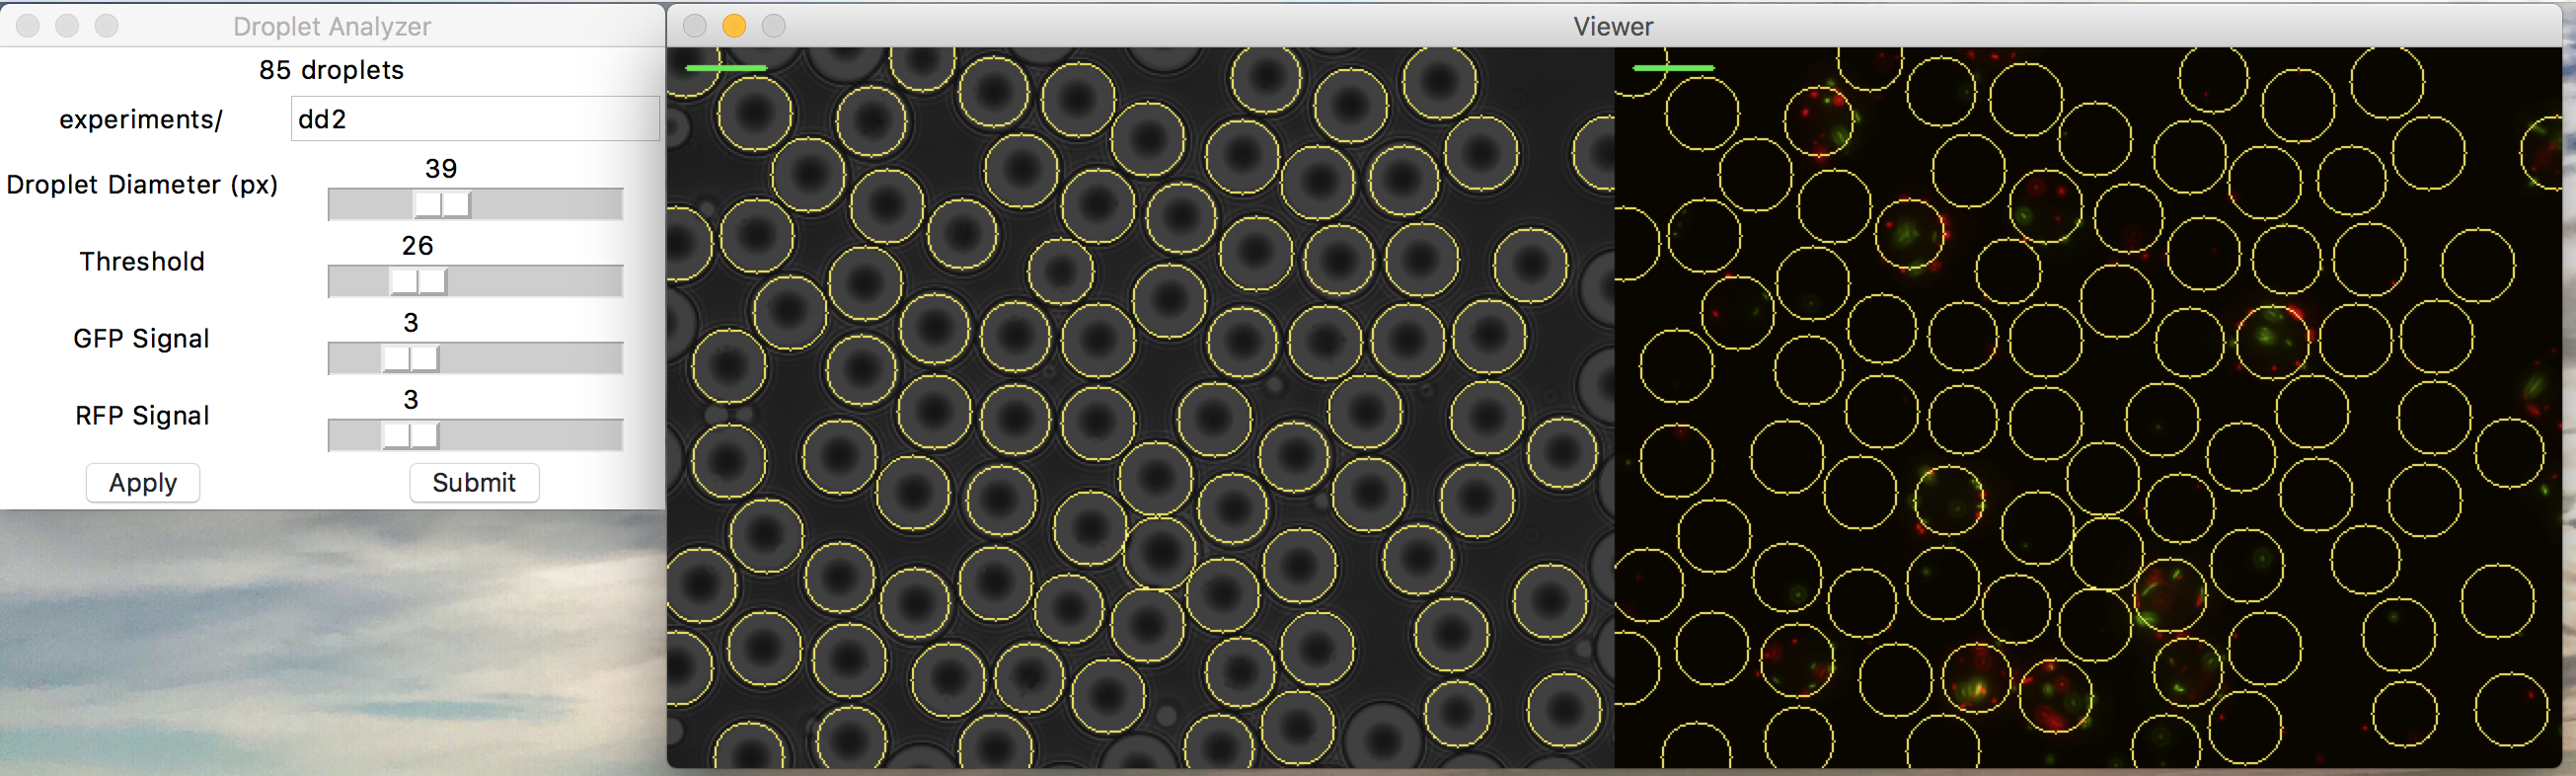 Droplet Analyzer
85 droplets
experiments/ dd2
39
Droplet Diameter (px)
26
Threshold
3
GFP Signal
3
RFP Signal
Apply Submit
Viewer